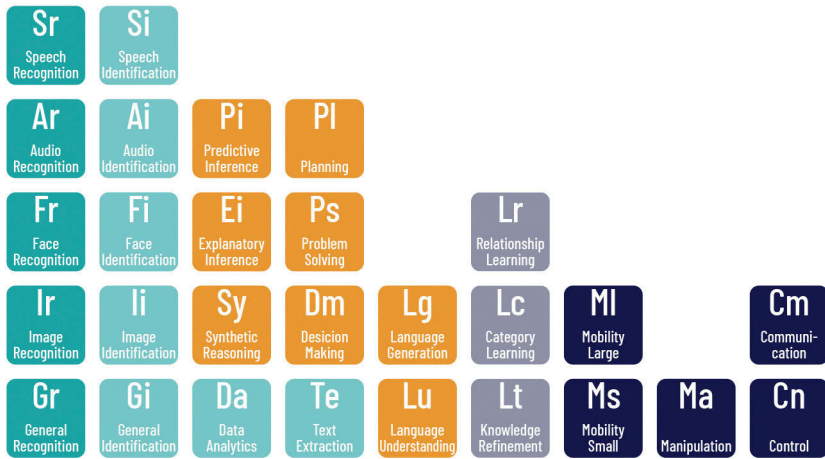 Sr
Speech
Recognition
Si
Speech
Identification
Ar
Audio
Recognition
Ai
Audio
Identification
Pi
Predictive
Inference
Pl
Planning
Fr
Face
Recognition
Fi
Face
Identification
Ei
Explanatory
Inference
Ps
Problem
Solving
Lr
Relationship
Learning
Ir
Image
Recognition
Ii
Image
Identification
Sy
Synthetic
Reasoning
Dm
Desicion
Making
Lg
Language
Generation
Lc
Category
Learning
Ml
Mobility
Large
Cm
Communi-
cation
Gr
General
Recognition
Gi
General
Identification
Da
Data
Analytics
Te
Text
Extraction
Lu
Language
Understanding
Lt
Knowledge
Refinement
Ms
Mobility
Small
Ma
Manipulation
Cn
Control